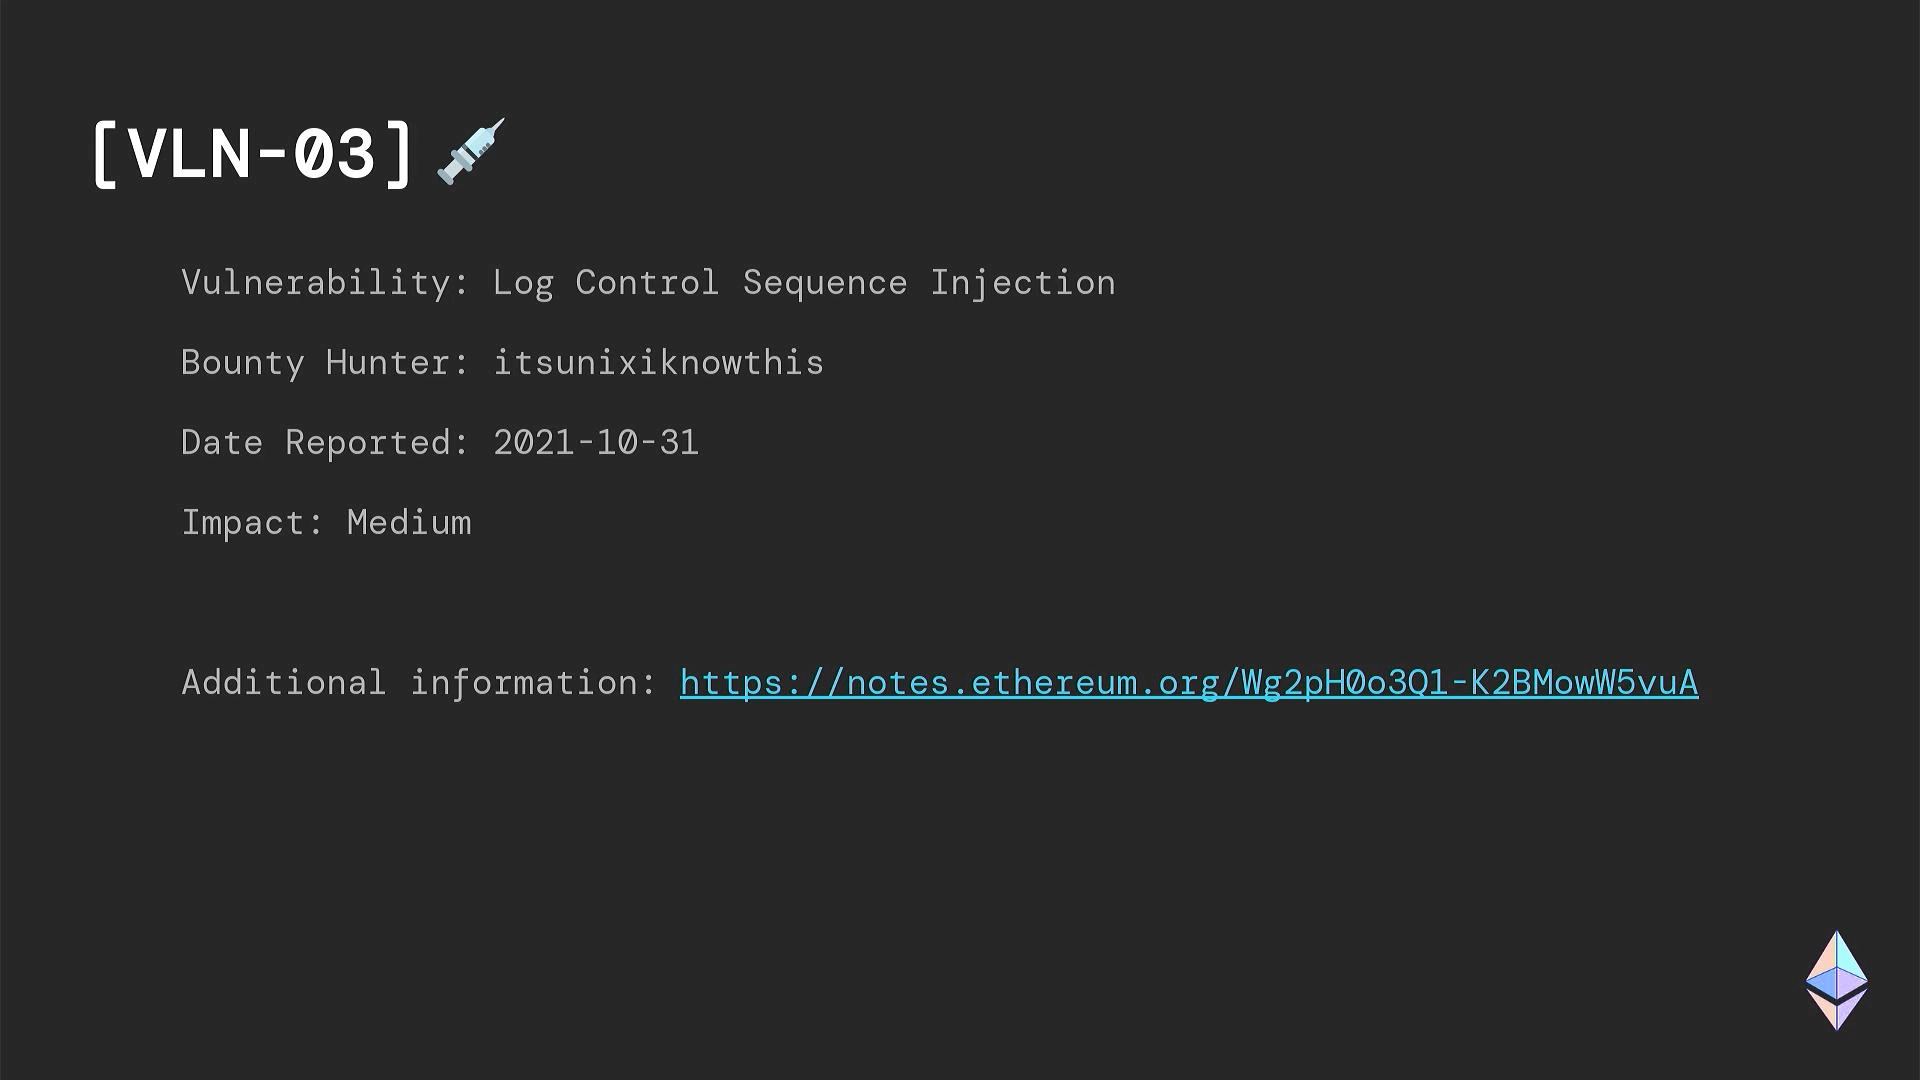 [VLN-03] 💉
Vulnerability: Log Control Sequence Injection
Bounty Hunter: itsunixiknowthis
Date Reported: 2021-10-31
Impact: Medium
Additional information: https://notes.ethereum.org/Wg2pH0o3Q1-K2BMowW5vuA